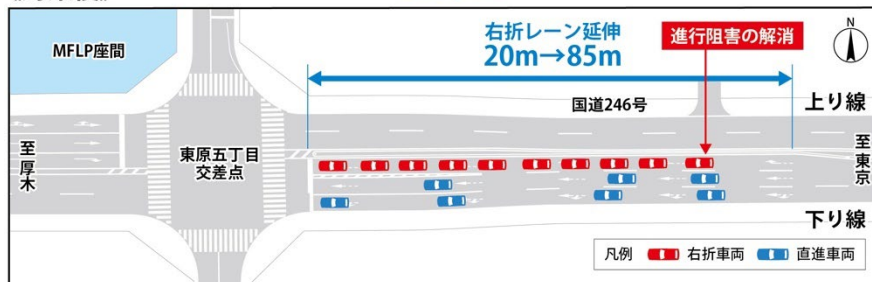 MFLP座間
右折レーン延伸
20m→85m
進行阻害の解消
N
国道246号
上り線
至厚木
東原五丁目
交差点
至東京
下り線
凡例 右折車両 直進車両